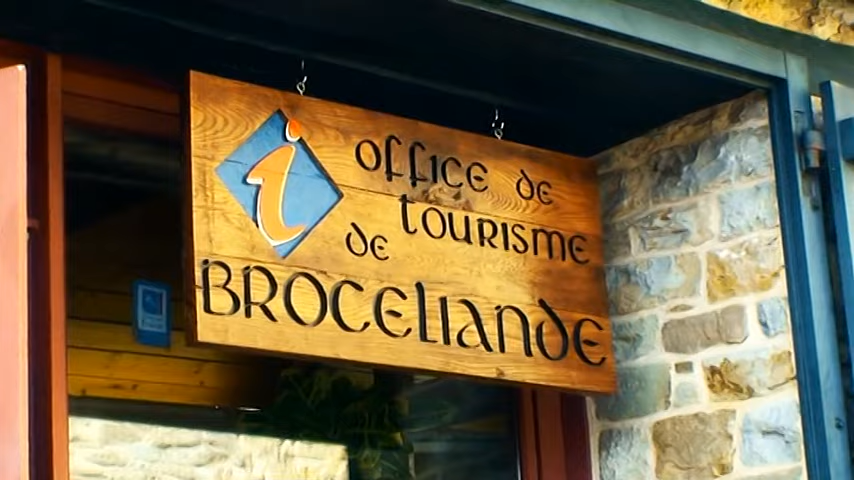 i
office de
tourisme
de
Broceliande